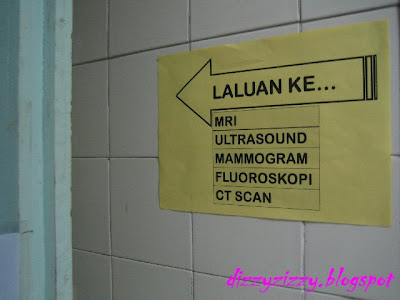 LALUAN KE...
MRI
ULTRASOUND
MAMMOGRAM
FLUOROSKOPI
CT SCAN
dizzyzizzy.blogspot